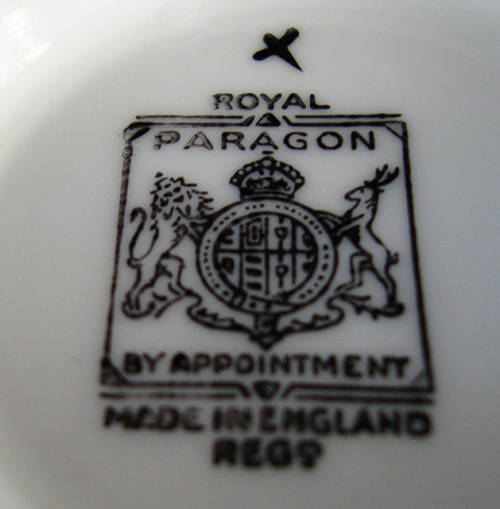 ROYAL
PARAGON
BY APPOINTMENT
MADE IN ENGLAND
REGD